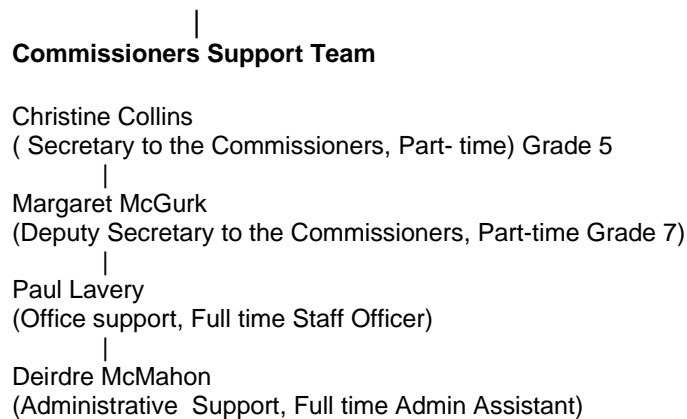 Commissioners Support Team
Christine Collins
( Secretary to the Commissioners, Part- time) Grade 5
Margaret McGurk
(Deputy Secretary to the Commissioners, Part-time Grade 7)
Paul Lavery
(Office support, Full time Staff Officer)
Deirdre McMahon
(Administrative  Support, Full time Admin Assistant)